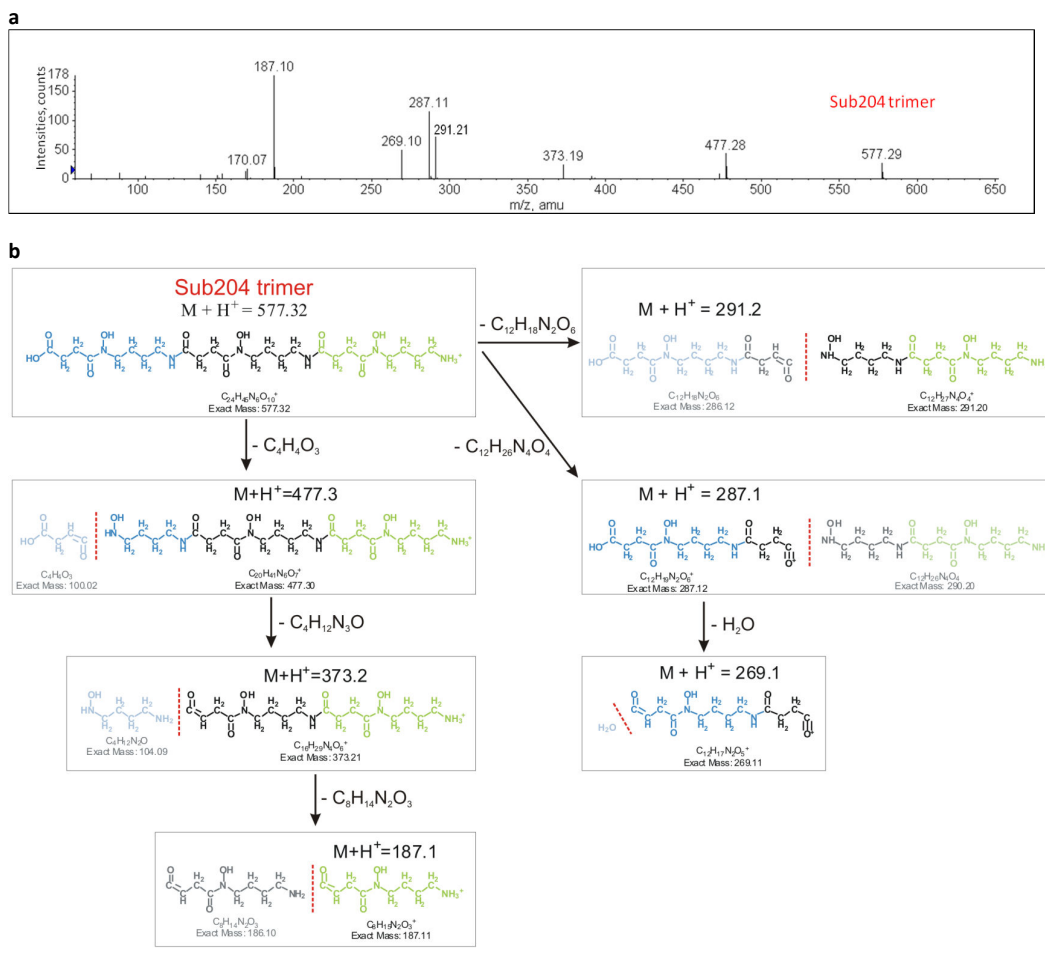 a
Intensities, counts
178
150
100
50
0
187.10
287.11
291.21
269.10
170.07
373.19
477.28
577.29
Sub204 trimer
100 150 200 250 300 350 400 450 500 550 600 650
m/z, amu
b
Sub204 trimer
M + H+ = 577.32
C24H45N6O10+
Exact Mass: 577.32
- C12H18N2O6
M + H+ = 291.2
C12H18N2O6
Exact Mass: 286.12
C12H27N4O4+
Exact Mass: 291.20
- C4H4O3
- C12H26N4O4
M+H+=477.3
C4H4O3
Exact Mass: 100.02
C20H41N6O7+
Exact Mass: 477.30
M + H+ = 287.1
C12H19N2O6+
Exact Mass: 287.12
C12H26N4O4
Exact Mass: 290.20
- C4H12N3O
- H2O
M+H+=373.2
C4H12N2O
Exact Mass: 104.09
C16H29N4O6+
Exact Mass: 373.21
M + H+ = 269.1
H2O
C12H17N2O5+
Exact Mass: 269.11
- C8H14N2O3
M+H+=187.1
C8H14N2O3
Exact Mass: 186.10
C8H15N2O3+
Exact Mass: 187.11